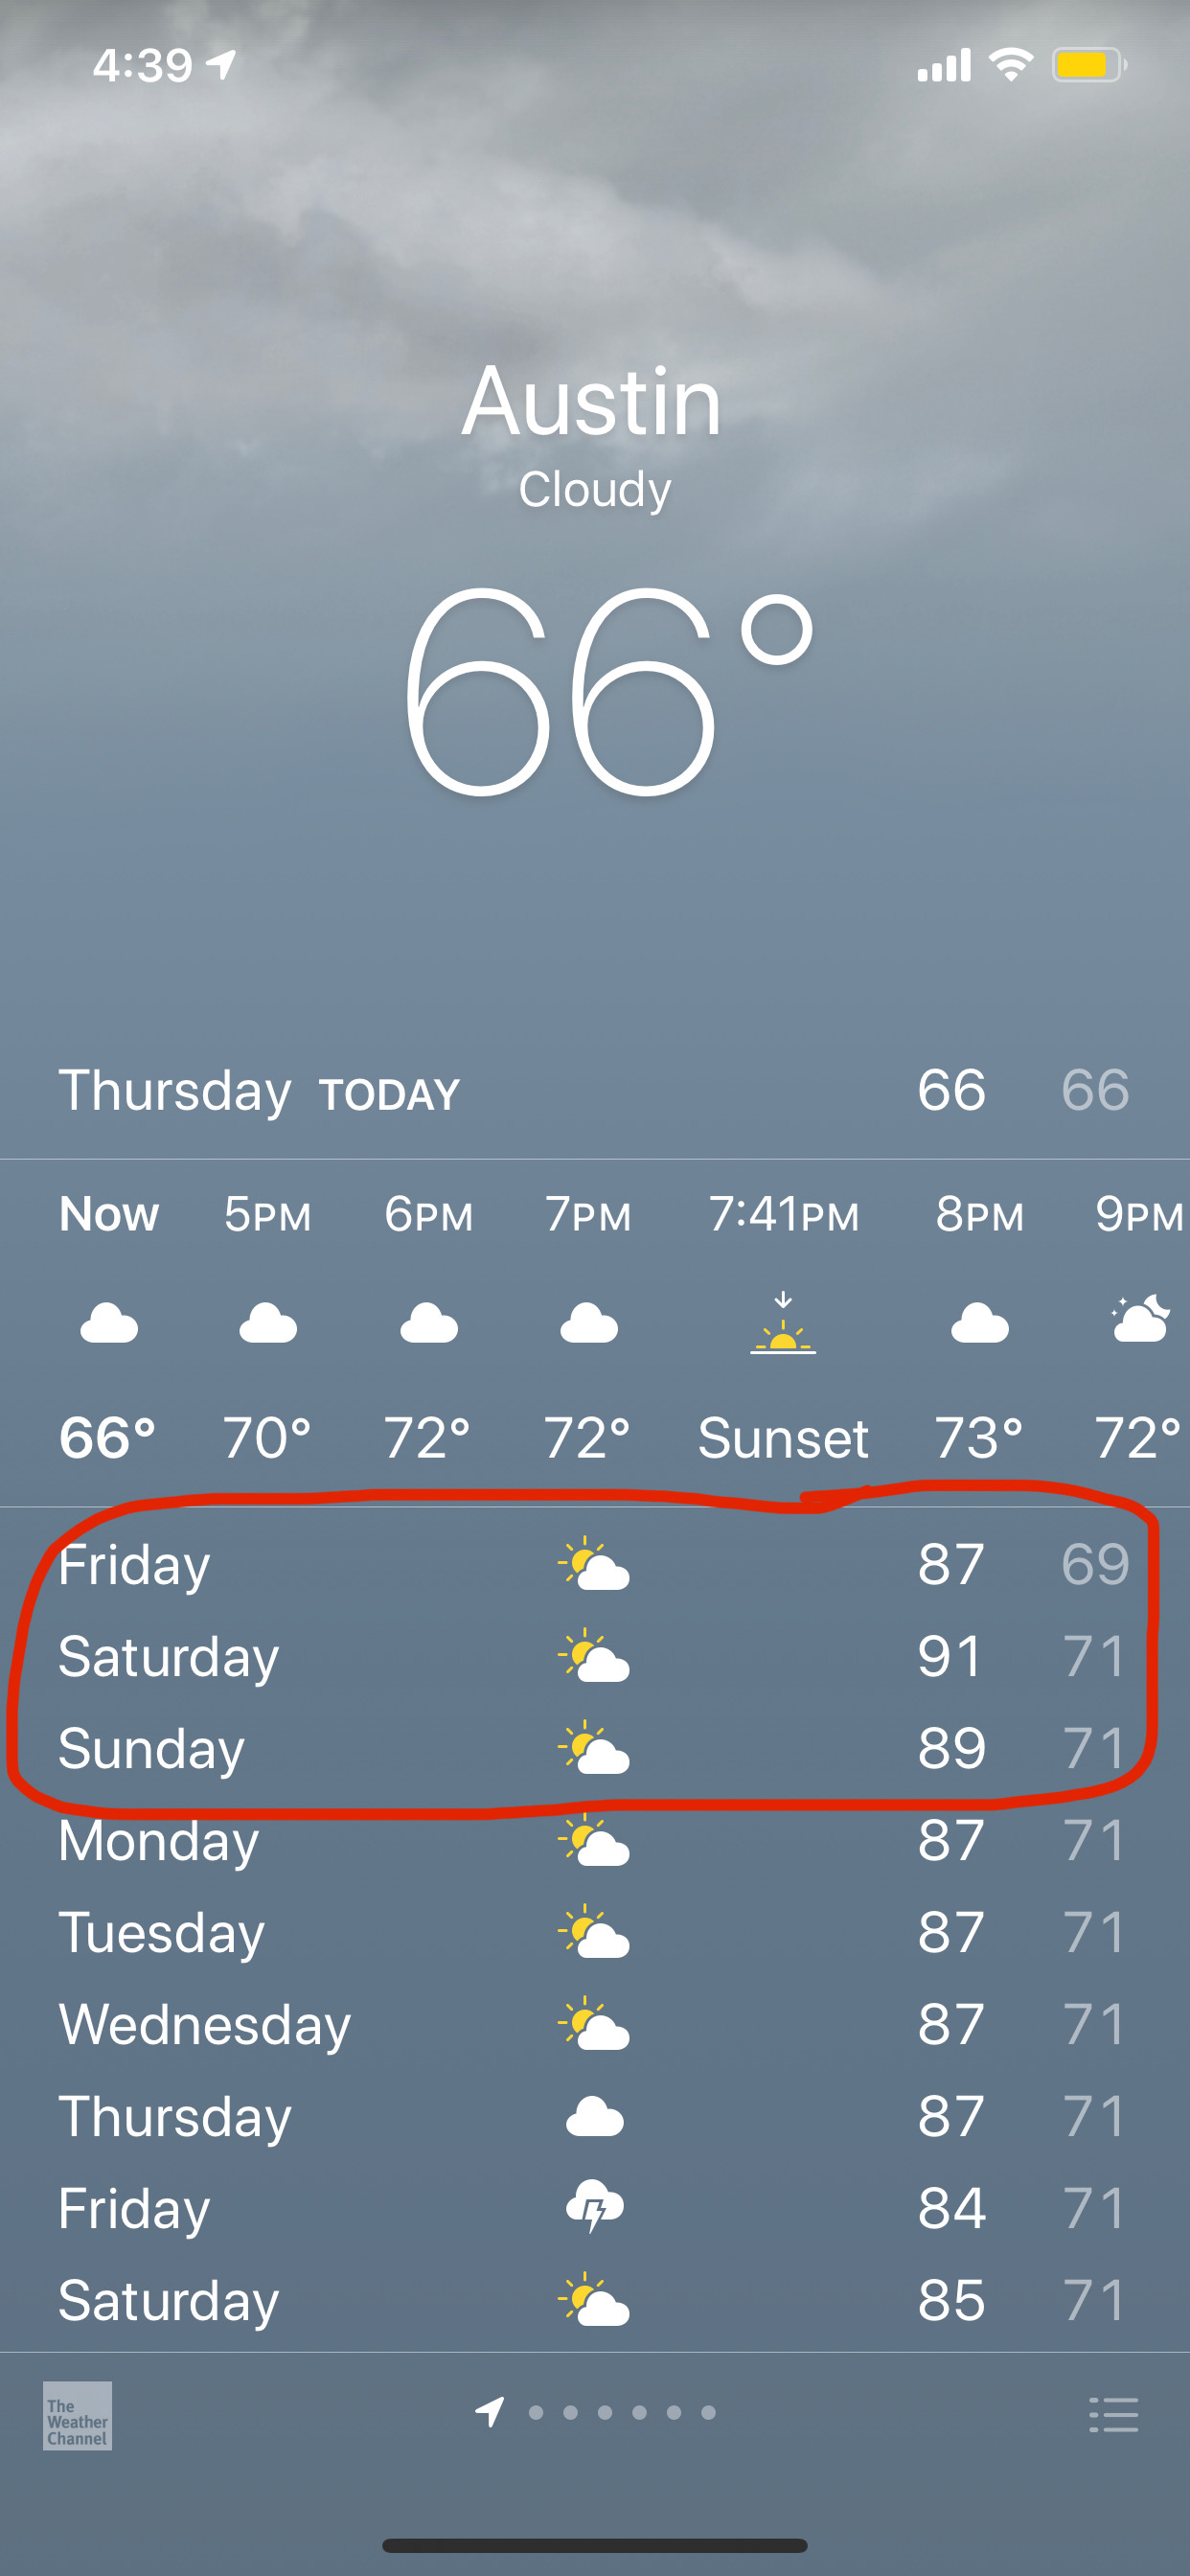 4:39
Austin
Cloudy
66°
Thursday TODAY 66 66
Now 5PM 6PM 7PM 7:41PM 8PM 9PM
66° 70° 72° 72° Sunset 73° 72°
Friday 87 69
Saturday 91 71
Sunday 89 71
Monday 87 71
Tuesday 87 71
Wednesday 87 71
Thursday 87 71
Friday 84 71
Saturday 85 71
The
Weather
Channel